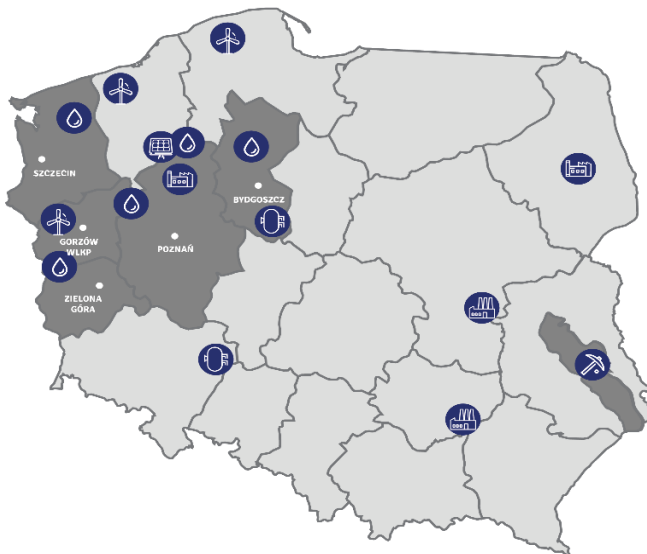 SZCZECIN
BYDGOSZCZ
GORZÓW
WLKP
POZNAŃ
ZIELONA
GÓRA